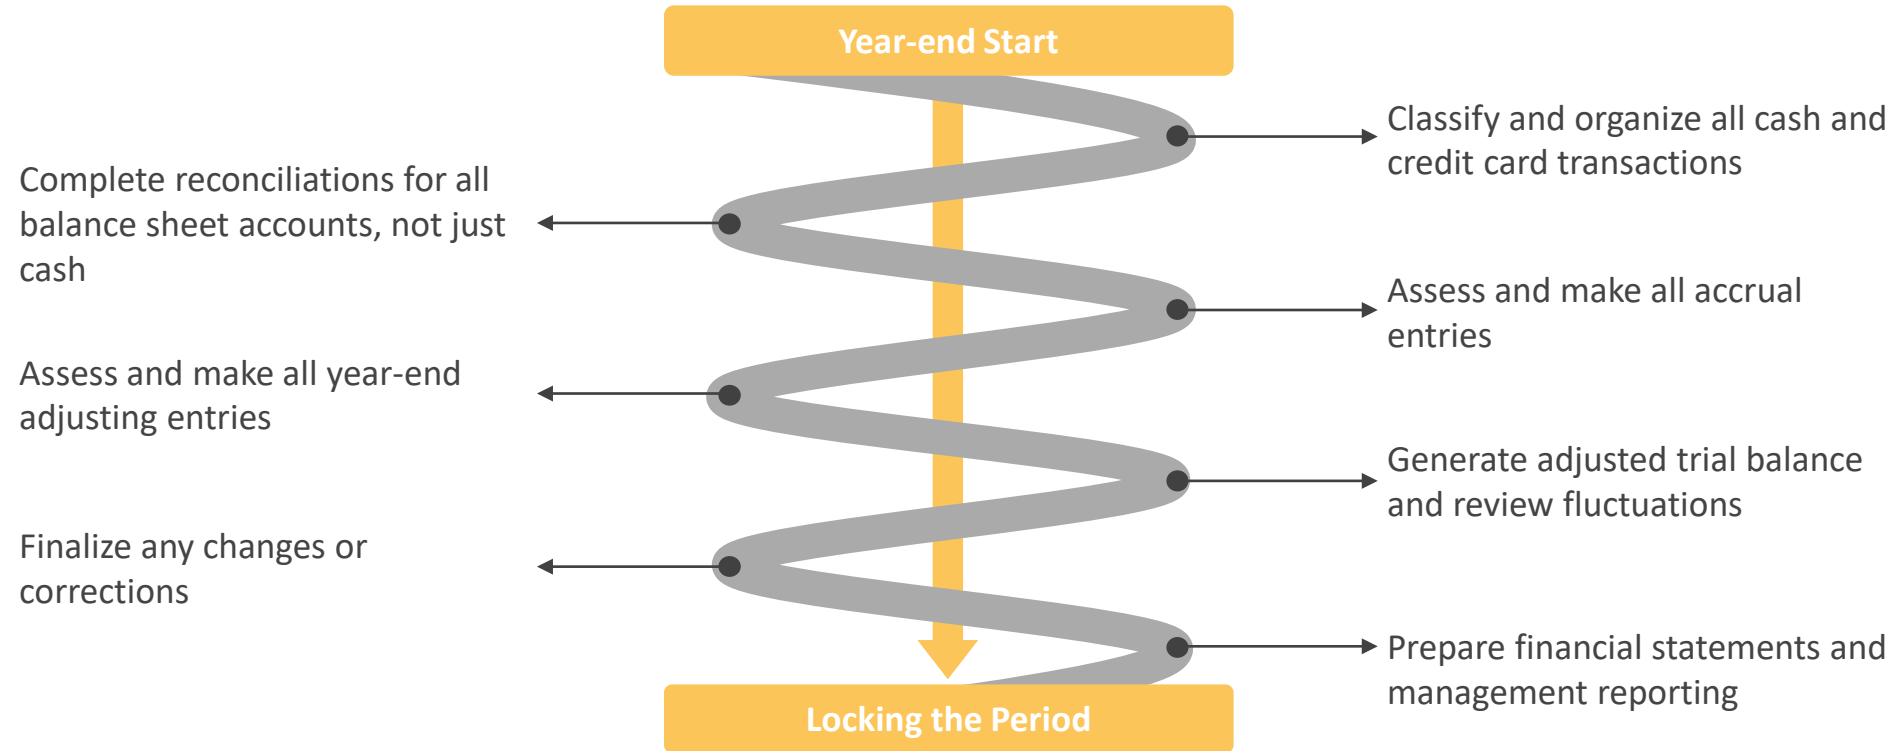 Year-end Start
Classify and organize all cash and
credit card transactions
Complete reconciliations for all
balance sheet accounts, not just
cash
Assess and make all accrual
entries
Assess and make all year-end
adjusting entries
Generate adjusted trial balance
and review fluctuations
Finalize any changes or
corrections
Prepare financial statements and
management reporting
Locking the Period